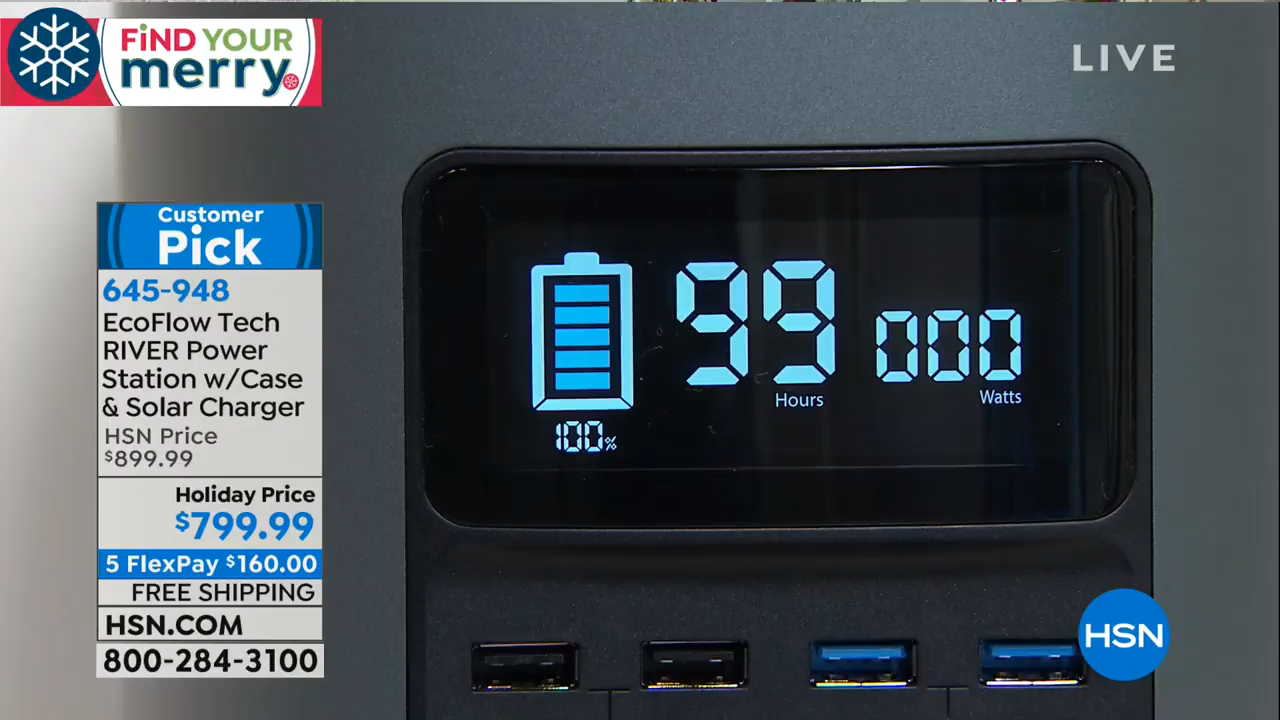 FiND YOUR
merry.
LIVE
Customer
Pick
645-948
EcoFlow Tech
RIVER Power
Station w/Case
& Solar Charger
HSN Price
$899.99
Holiday Price
$799.99
5 FlexPay $160.00
FREE SHIPPING
HSN.COM
800-284-3100
99
Hours
000
Watts
100%
HSN